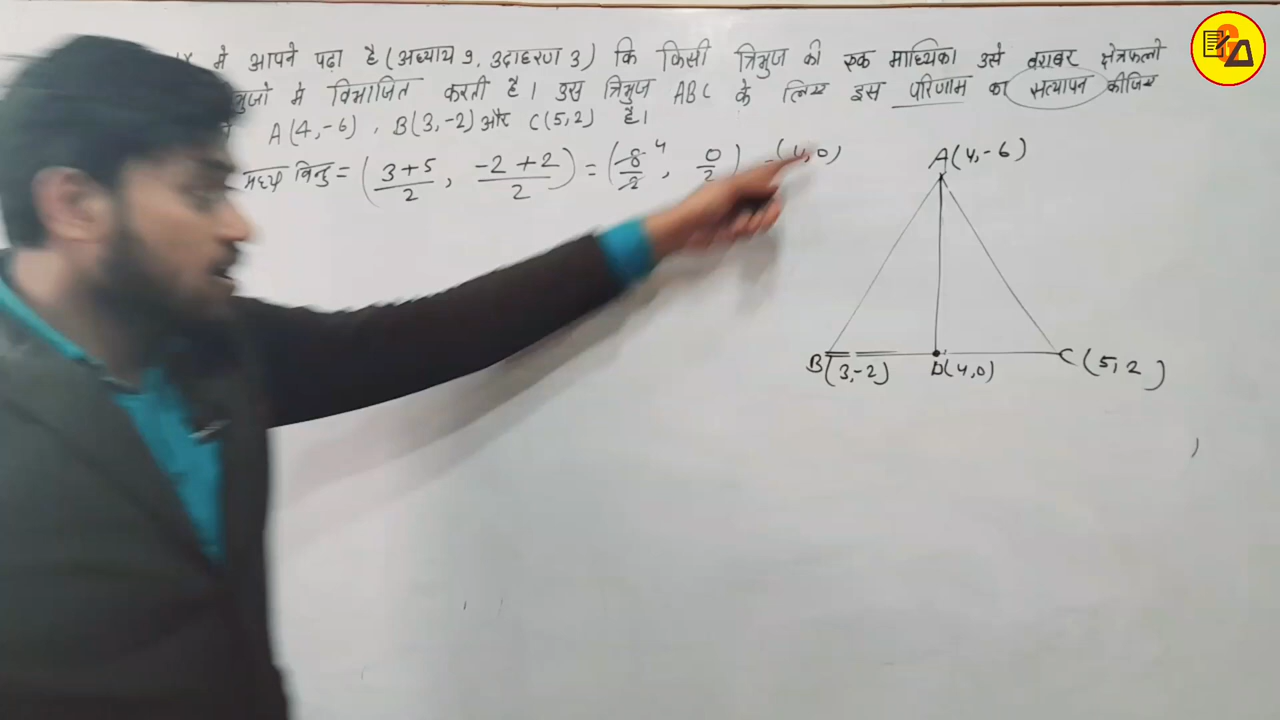 में आपने पढ़ा है (अध्याय 9, उदाहरण 3) कि किसी त्रिभुज की एक माध्यिका उसे बराबर क्षेत्रफलो
भुजो में विभाजित करती है। उस त्रिभुज ABC के लिए इस परिणाम का सत्यापन कीजिए
A(4,-6), B(3,-2) और C(5,2) है।
मध्य बिन्दु = (3+5/2, -2+2/2) = (8/2 4, 0/2) = (4,0)
A(4,-6)
B(3,-2) D(4,0) C(5,2)